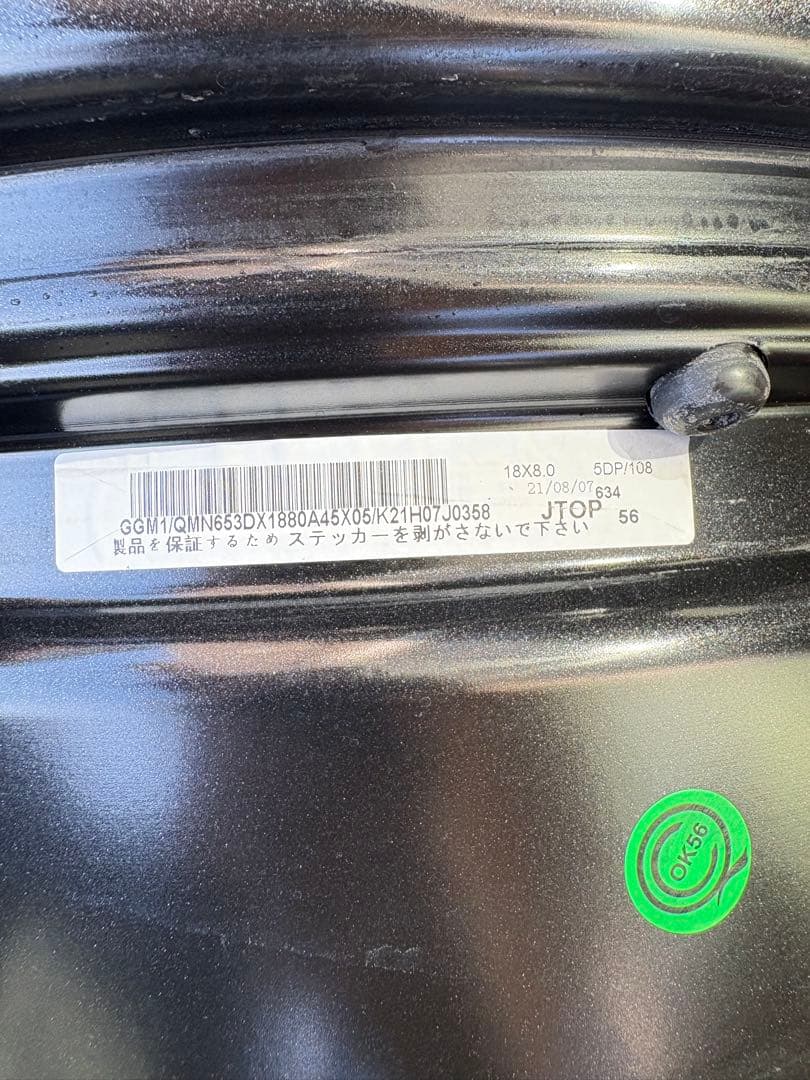 18X8.0 5DP/108
21/08/07 634
GGM1/QMN653DX1880A45X05/K21H07J0358 JTOP 56
製品を保証するため ステッカーを剥がさないで下さい
OK56